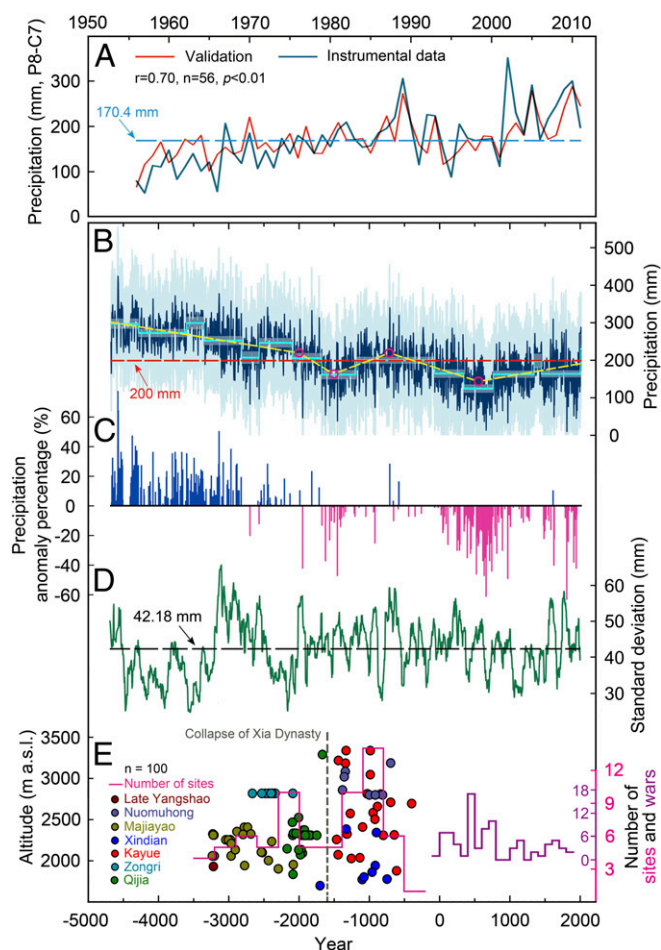 1950 1960 1970 1980 1990 2000 2010
A
Validation Instrumental data
r=0.70, n=56, p<0.01
170.4 mm
Precipitation (mm, P8-C7)
300
200
100
0
B
200 mm
Precipitation (mm)
500
400
300
200
100
0
C
Precipitation
anomaly percentage (%)
60
40
20
0
-20
-40
-60
D
42.18 mm
Standard deviation (mm)
60
50
40
30
E
Collapse of Xia Dynasty
n = 100
Number of sites
Late Yangshao
Nuomuhong
Majiayao
Xindian
Kayue
Zongri
Qijia
Altitude (m a.s.l.)
3500
3000
2500
2000
18
12
6
0
12
9
6
3
Number of
sites and wars
-5000 -4000 -3000 -2000 -1000 0 1000 2000
Year